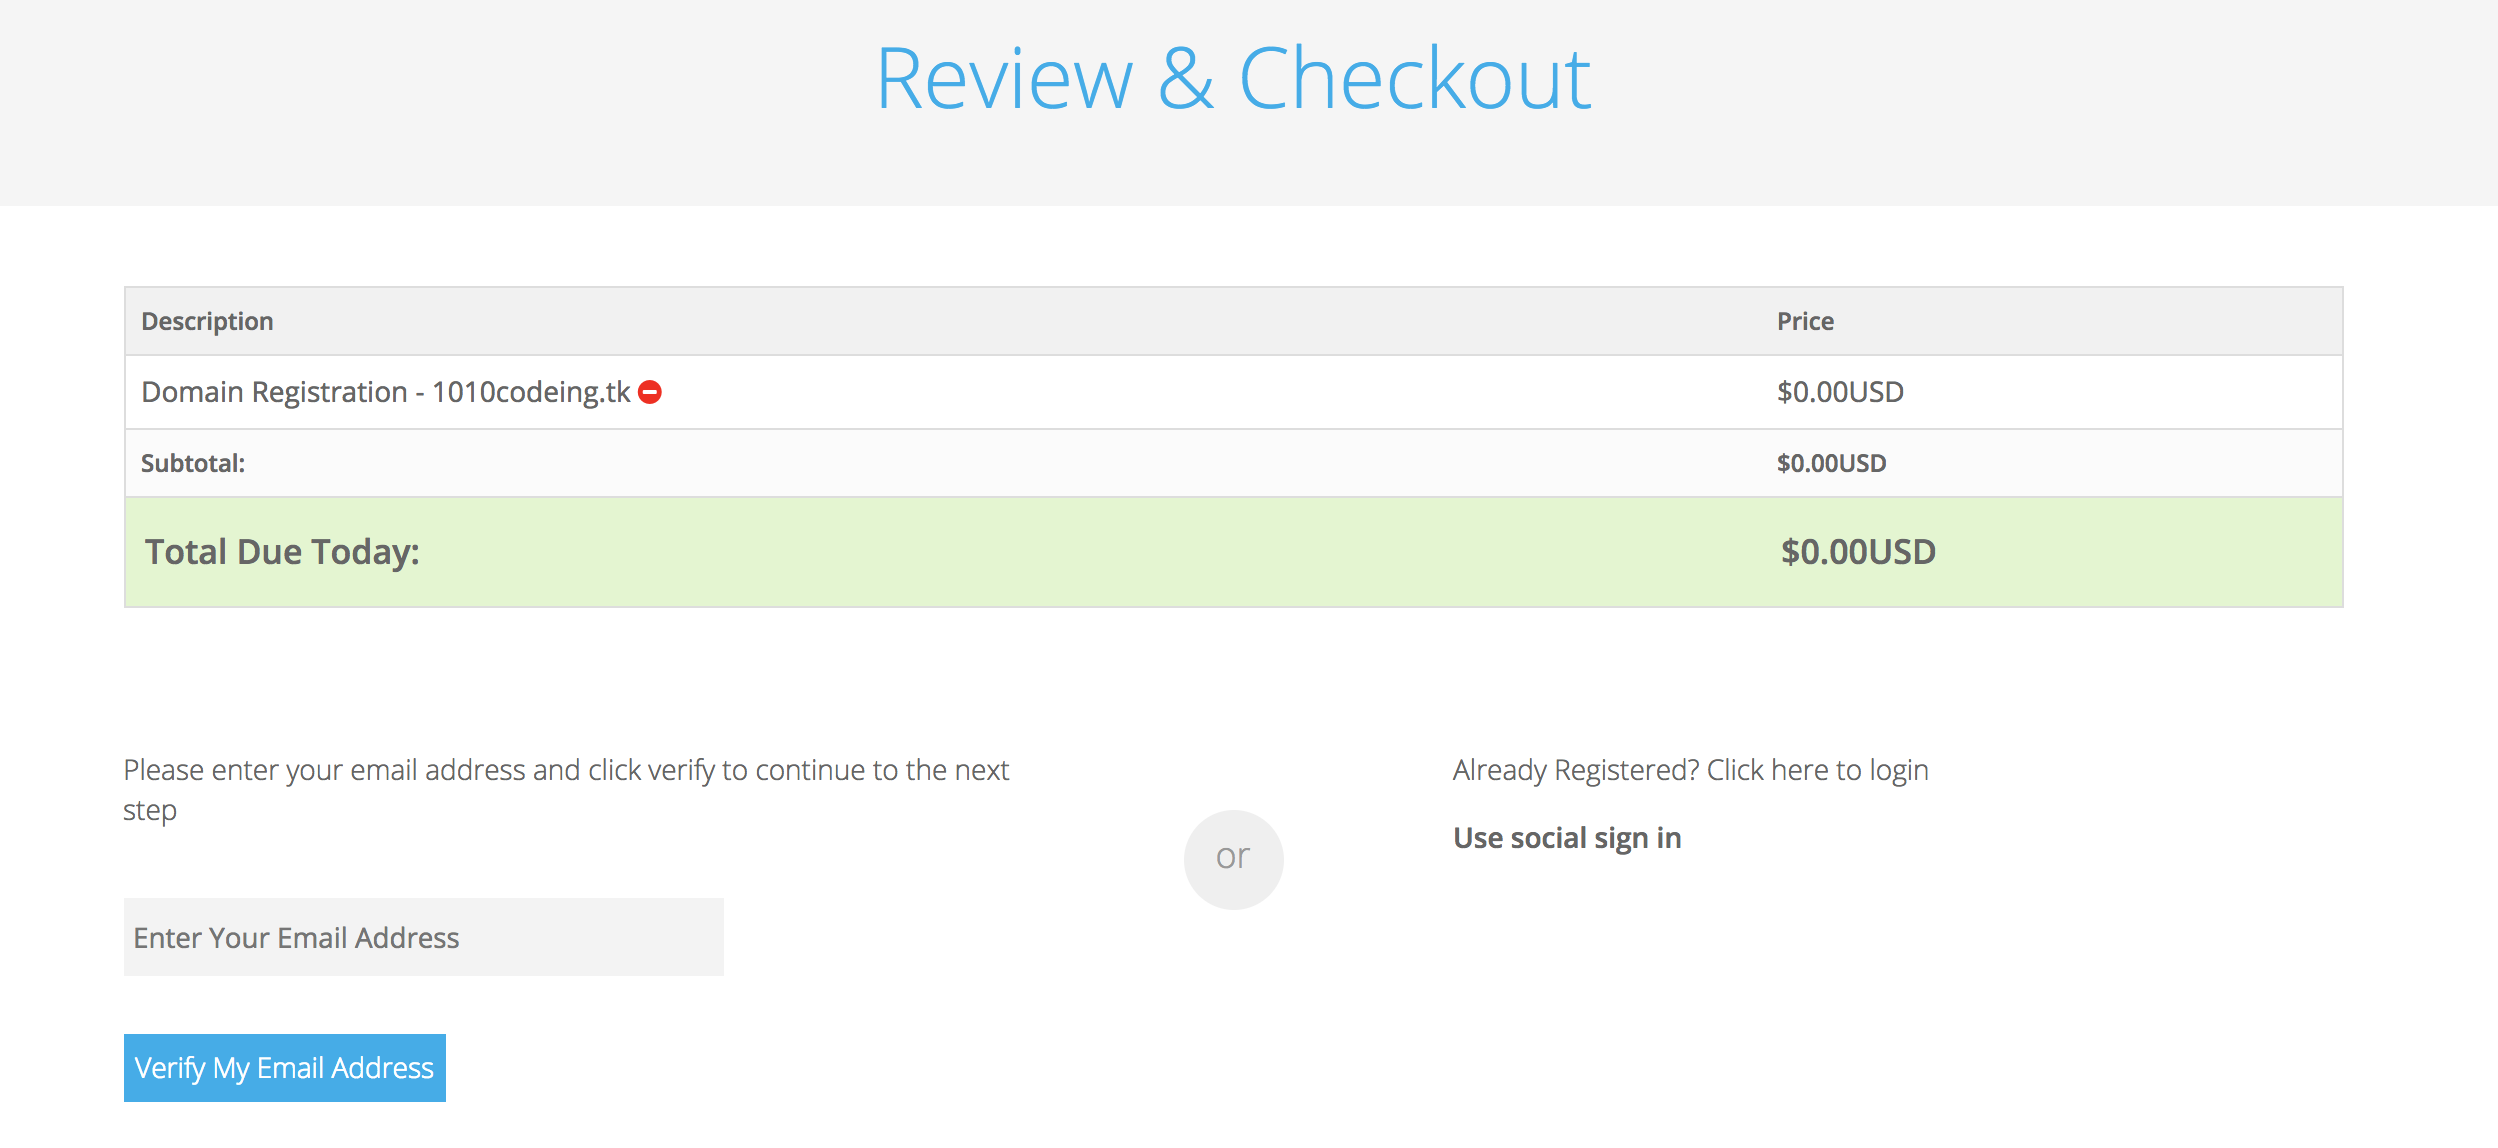 Review & Checkout
Description Price
Domain Registration - 1010codeing.tk $0.00USD
Subtotal: $0.00USD
Total Due Today: $0.00USD
Please enter your email address and click verify to continue to the next
step
or
Already Registered? Click here to login
Use social sign in
Enter Your Email Address
Verify My Email Address